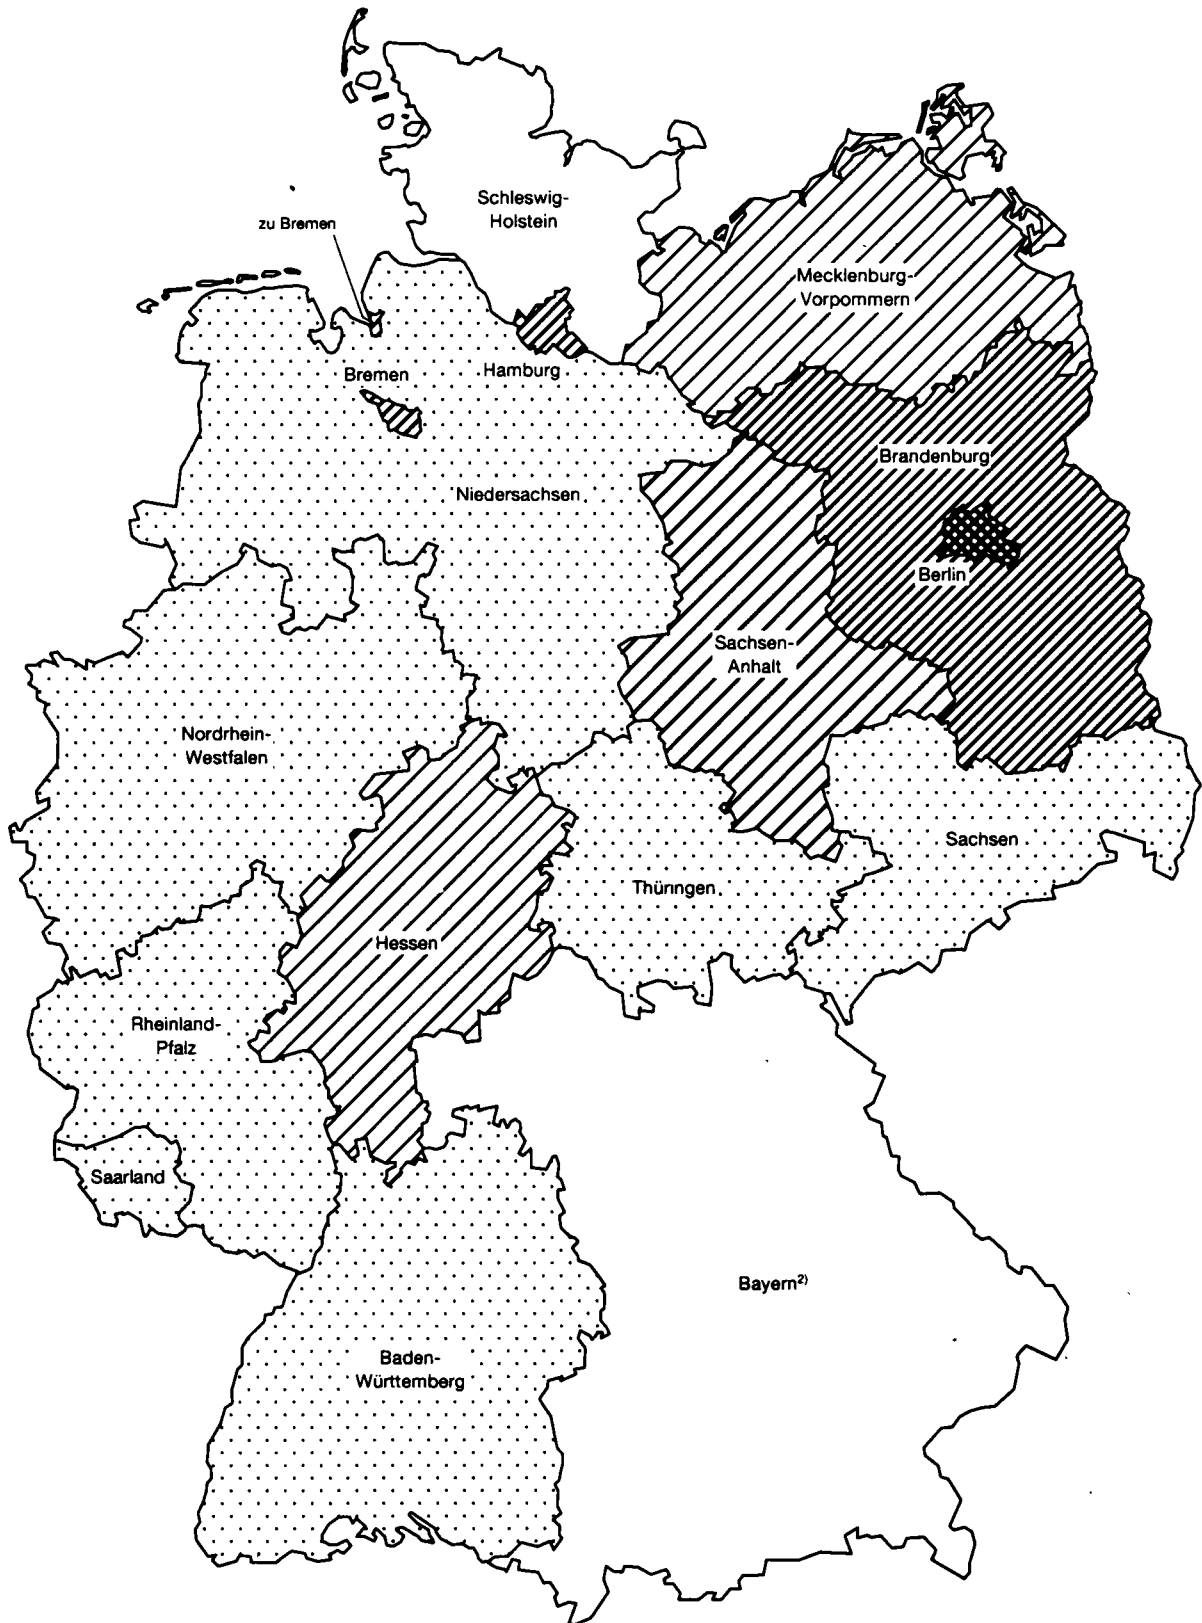 Schleswig-
Holstein
zu Bremen
Mecklenburg-
Vorpommern
Hamburg
Bremen
Brandenburg
Niedersachsen
Berlin
Sachsen-
Anhalt
Nordrhein-
Westfalen
Sachsen
Thüringen
Hessen
Rheinland-
Pfalz
Saarland
Bayern²⁾
Baden-
Württemberg